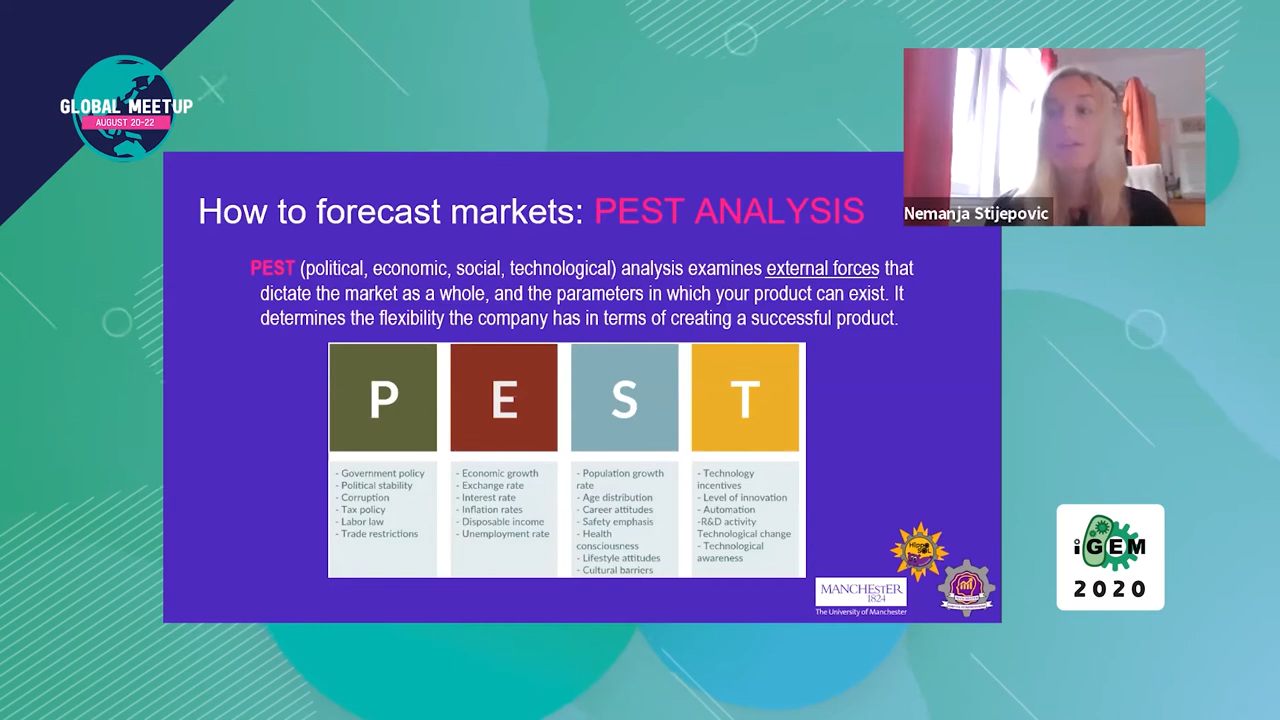 GLOBAL MEETUP
AUGUST 20-22
Nemanja Stijepovic
How to forecast markets: PEST ANALYSIS
PEST (political, economic, social, technological) analysis examines external forces that
dictate the market as a whole, and the parameters in which your product can exist. It
determines the flexibility the company has in terms of creating a successful product.
P
- Government policy
- Political stability
- Corruption
- Tax policy
- Labor law
- Trade restrictions
E
- Economic growth
- Exchange rate
- Interest rate
- Inflation rates
- Disposable income
- Unemployment rate
S
- Population growth
rate
- Age distribution
- Career attitudes
- Safety emphasis
- Health
consciousness
- Lifestyle attitudes
- Cultural barriers
T
- Technology
incentives
- Level of innovation
- Automation
-R&D activity
Technological change
- Technological
awareness
MANCHESTER
1824
The University of Manchester
iGEM
2020